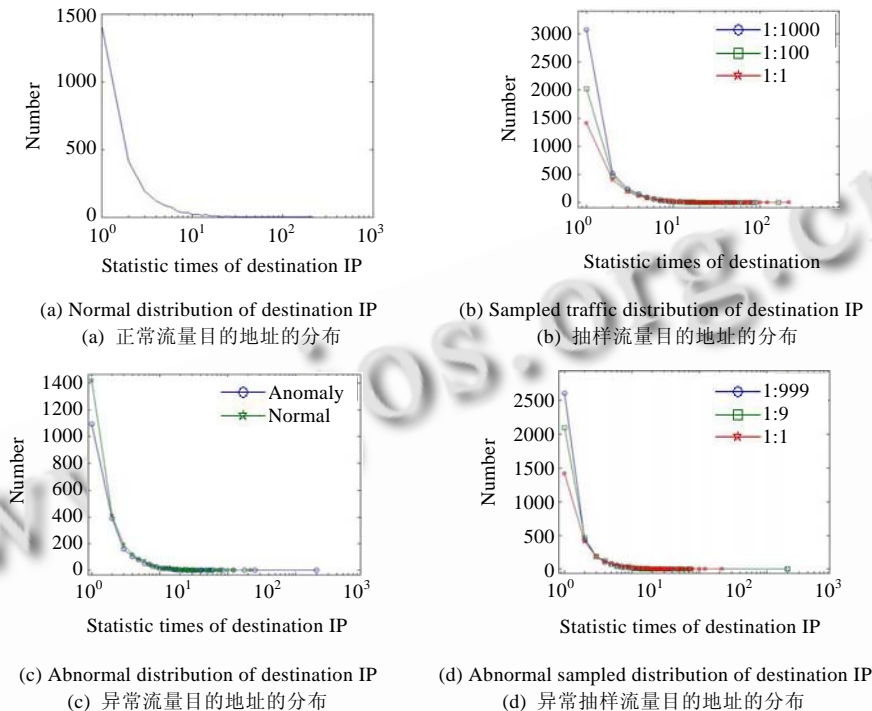 1500
1000
500
0
10^0 10^1 10^2 10^3
Number
Statistic times of destination IP
(a) Normal distribution of destination IP
(a) 正常流量目的地址的分布
3000
2500
2000
1500
1000
500
0
10^0 10^1 10^2
Number
1:1000
1:100
1:1
Statistic times of destination
(b) Sampled traffic distribution of destination IP
(b) 抽样流量目的地址的分布
1400
1200
1000
800
600
400
200
0
10^0 10^1 10^2 10^3
Number
Anomaly
Normal
Statistic times of destination IP
(c) Abnormal distribution of destination IP
(c) 异常流量目的地址的分布
2500
2000
1500
1000
500
0
10^0 10^1 10^2 10^3
Number
1:999
1:9
1:1
Statistic times of destination IP
(d) Abnormal sampled distribution of destination IP
(d) 异常抽样流量目的地址的分布